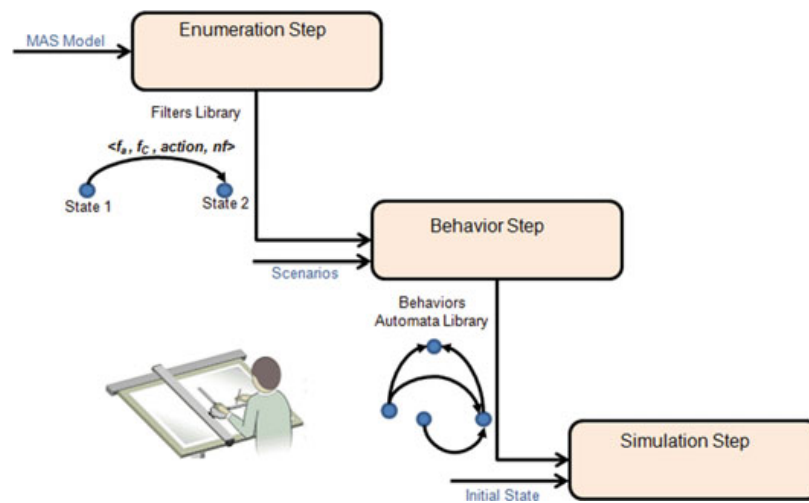 Enumeration Step
MAS Model
Filters Library
<fa, fC, action, nf>
State 1
State 2
Behavior Step
Scenarios
Behaviors
Automata Library
Simulation Step
Initial State